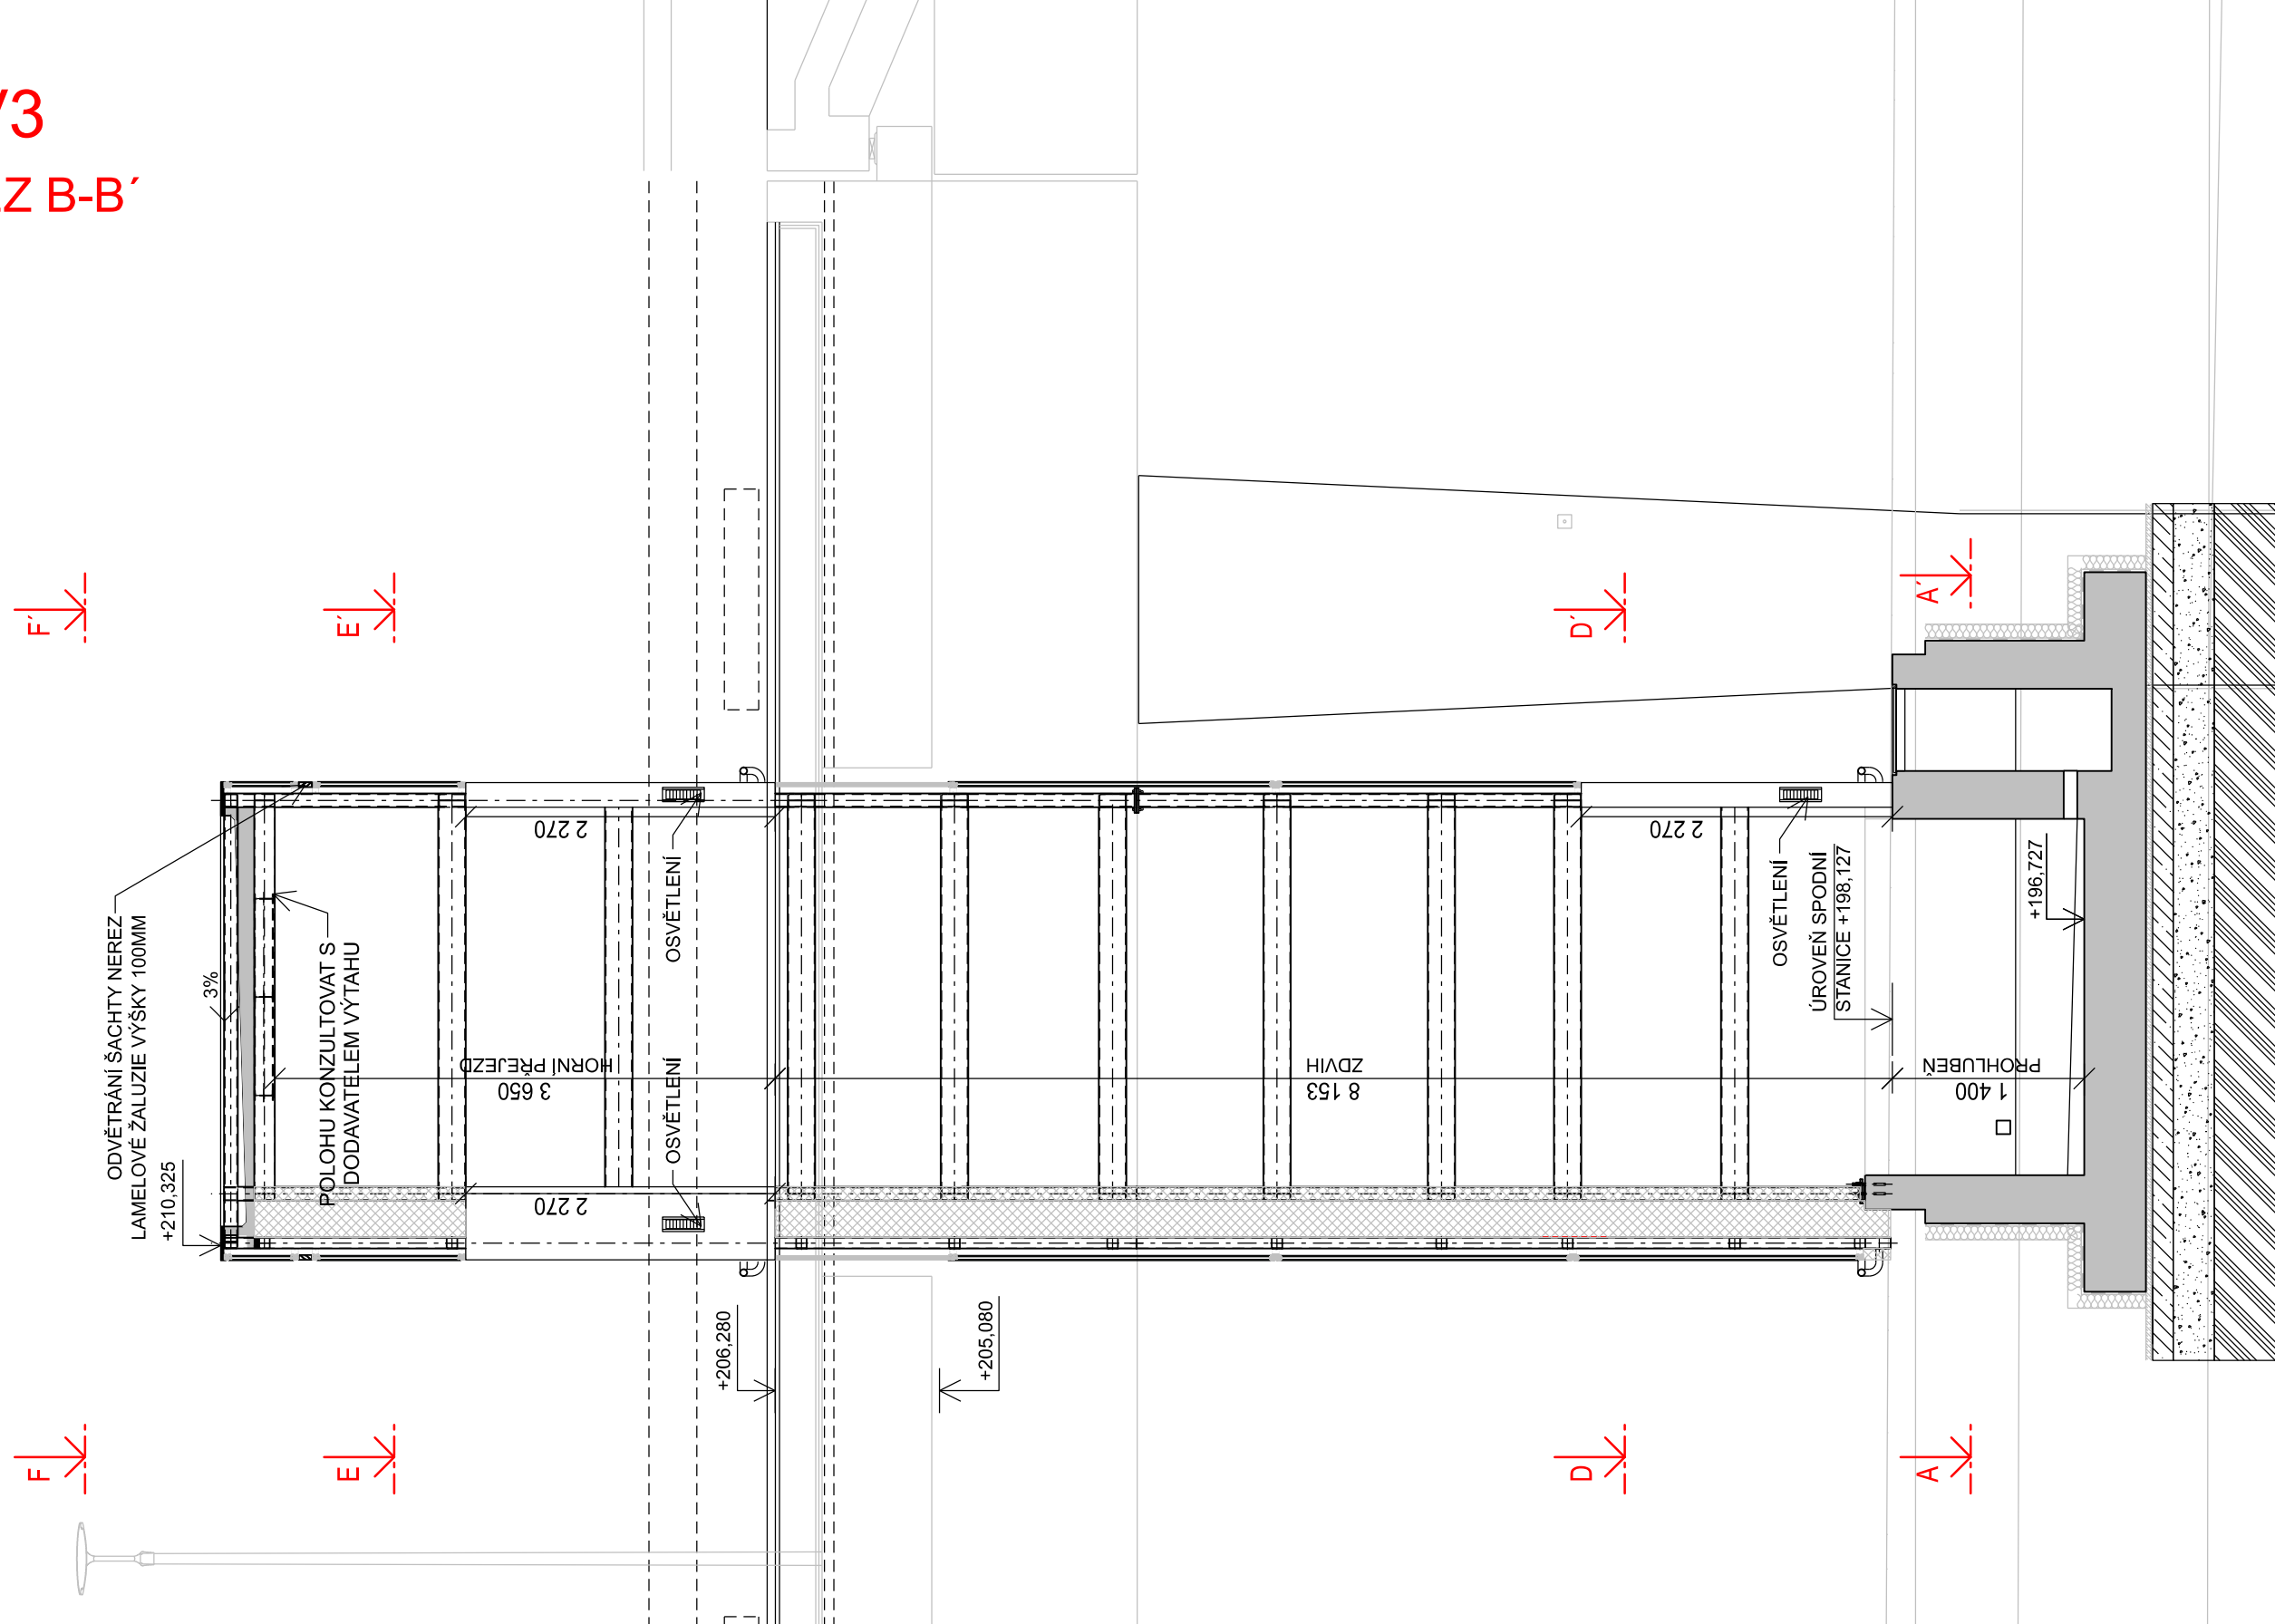 V3
Z B-B´
F´
E´
D´
A´
ODVĚTRÁNÍ ŠACHTY NEREZ
LAMELOVÉ ŽALUZIE VÝŠKY 100MM
+210,325
3%
POLOHU KONZULTOVAT S
DODAVATELEM VÝTAHU
2 270
OSVĚTLENÍ
HORNÍ PŘEJEZD
3 650
OSVĚTLENÍ
2 270
ZDVIH
8 153
2 270
OSVĚTLENÍ
ÚROVEŇ SPODNÍ
STANICE +198,127
+196,727
PROHLUBEŇ
1 400
+206,280
+205,080
F
E
D
A